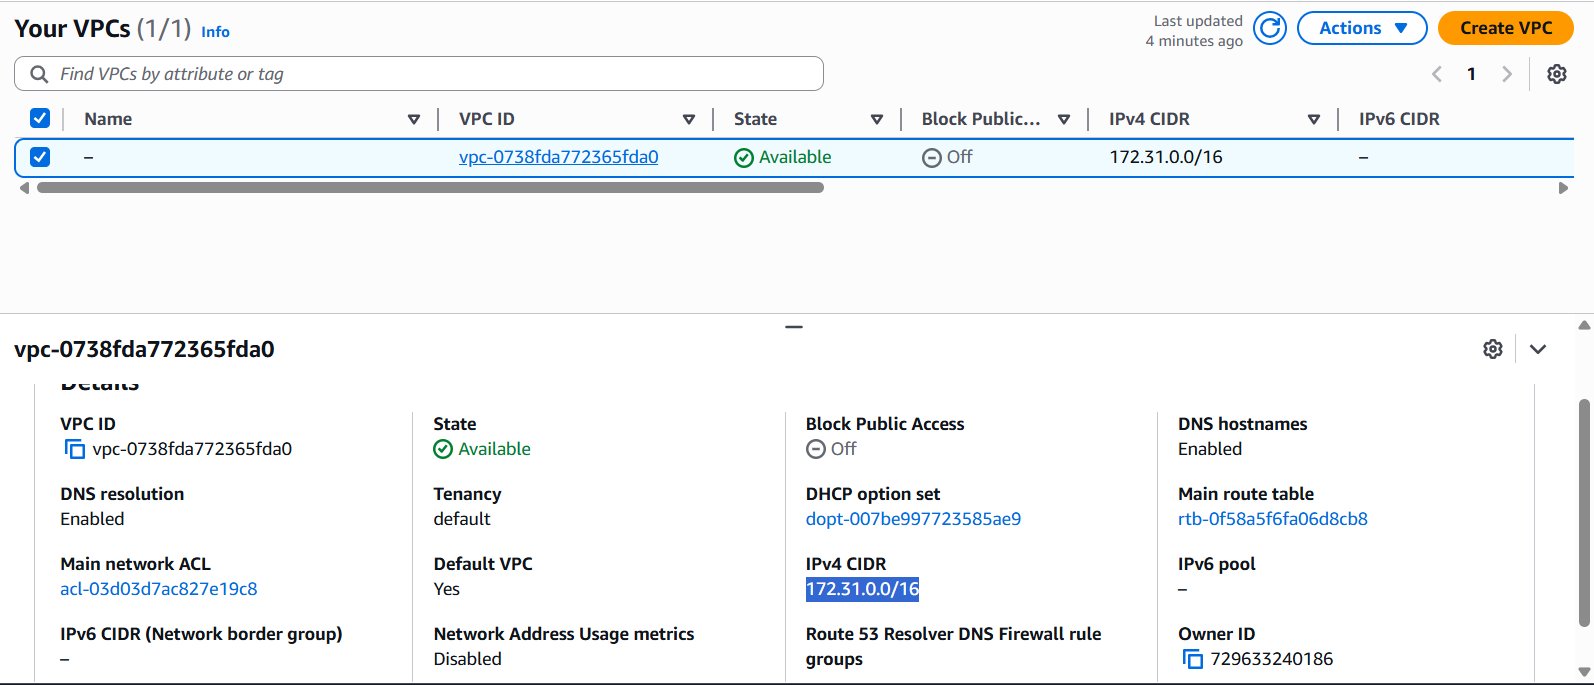 Your VPCs (1/1) Info
Last updated
4 minutes ago
Actions
Create VPC
Find VPCs by attribute or tag
1
Name VPC ID State Block Public... IPv4 CIDR IPv6 CIDR
– vpc-0738fda772365fda0 Available Off 172.31.0.0/16 –
vpc-0738fda772365fda0
Details
VPC ID State Block Public Access DNS hostnames
vpc-0738fda772365fda0 Available Off Enabled
DNS resolution Tenancy DHCP option set Main route table
Enabled default dopt-007be997723585ae9 rtb-0f58a5f6fa06d8cb8
Main network ACL Default VPC IPv4 CIDR IPv6 pool
acl-03d03d7ac827e19c8 Yes 172.31.0.0/16 –
IPv6 CIDR (Network border group) Network Address Usage metrics Route 53 Resolver DNS Firewall rule Owner ID
– Disabled groups 729633240186